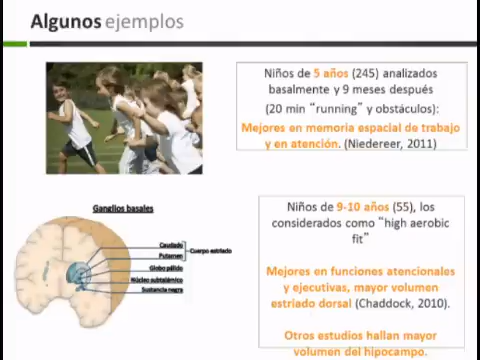 Algunos ejemplos
Niños de 5 años (245) analizados
basalmente y 9 meses después
(20 min “running” y obstáculos):
Mejores en memoria espacial de trabajo
y en atención. (Niedereer, 2011)
Ganglios basales
Caudado
Putamen
Cuerpo estriado
Globo pálido
Núcleo subtalámico
Sustancia negra
Niños de 9-10 años (55), los
considerados como “high aerobic
fit”
Mejores en funciones atencionales
y ejecutivas, mayor volumen
estriado dorsal (Chaddock, 2010).
Otros estudios hallan mayor
volumen del hipocampo.